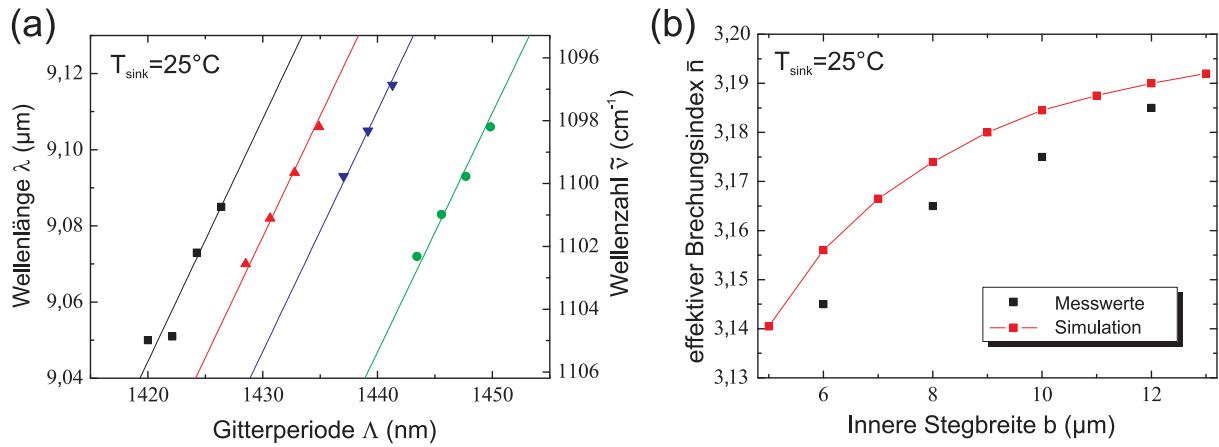 (a)
T_sink=25°C
Wellenlänge λ (µm)
9,13
9,12
9,10
9,08
9,06
9,04
1096
1098
1100
1102
1104
1106
Wellenzahl ν̃ (cm⁻¹)
1420 1430 1440 1450
Gitterperiode Λ (nm)
(b)
T_sink=25°C
effektiver Brechungsindex n̄
3,20
3,19
3,18
3,17
3,16
3,15
3,14
3,13
Messwerte
Simulation
6 8 10 12
Innere Stegbreite b (µm)